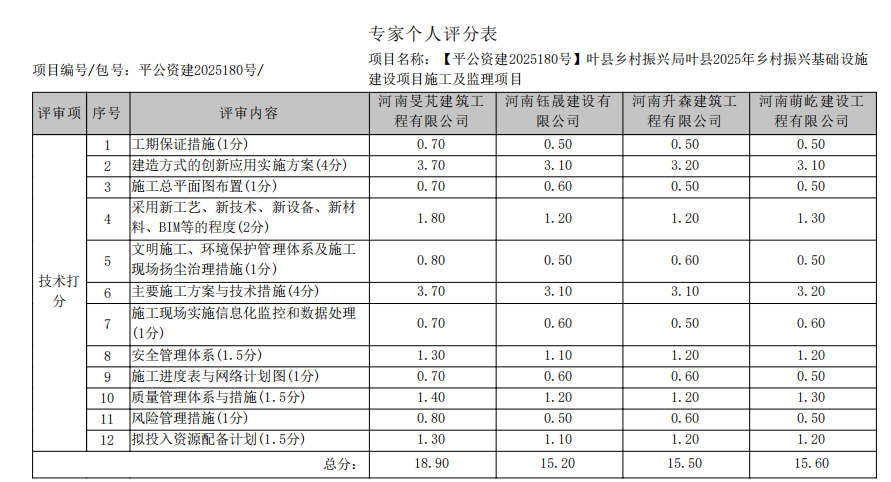 专家个人评分表
项目编号/包号：平公资建2025180号/
项目名称：【平公资建2025180号】叶县乡村振兴局叶县2025年乡村振兴基础设施
建设项目施工及监理项目
评审项 序号 评审内容 河南旻芃建筑工程有限公司 河南钰晟建设有限公司 河南升森建筑工程有限公司 河南萌屹建设工程有限公司
技术打分
1 工期保证措施(1分) 0.70 0.50 0.50 0.50
2 建造方式的创新应用实施方案(4分) 3.70 3.10 3.20 3.10
3 施工总平面图布置(1分) 0.70 0.60 0.50 0.50
4 采用新工艺、新技术、新设备、新材料、BIM等的程度(2分) 1.80 1.20 1.20 1.30
5 文明施工、环境保护管理体系及施工现场扬尘治理措施(1分) 0.80 0.50 0.60 0.50
6 主要施工方案与技术措施(4分) 3.70 3.10 3.10 3.20
7 施工现场实施信息化监控和数据处理(1分) 0.70 0.60 0.50 0.60
8 安全管理体系(1.5分) 1.30 1.10 1.20 1.20
9 施工进度表与网络计划图(1分) 0.70 0.60 0.60 0.50
10 质量管理体系与措施(1.5分) 1.40 1.20 1.20 1.30
11 风险管理措施(1分) 0.80 0.50 0.60 0.50
12 拟投入资源配备计划(1.5分) 1.30 1.10 1.20 1.20
总分： 18.90 15.20 15.50 15.60